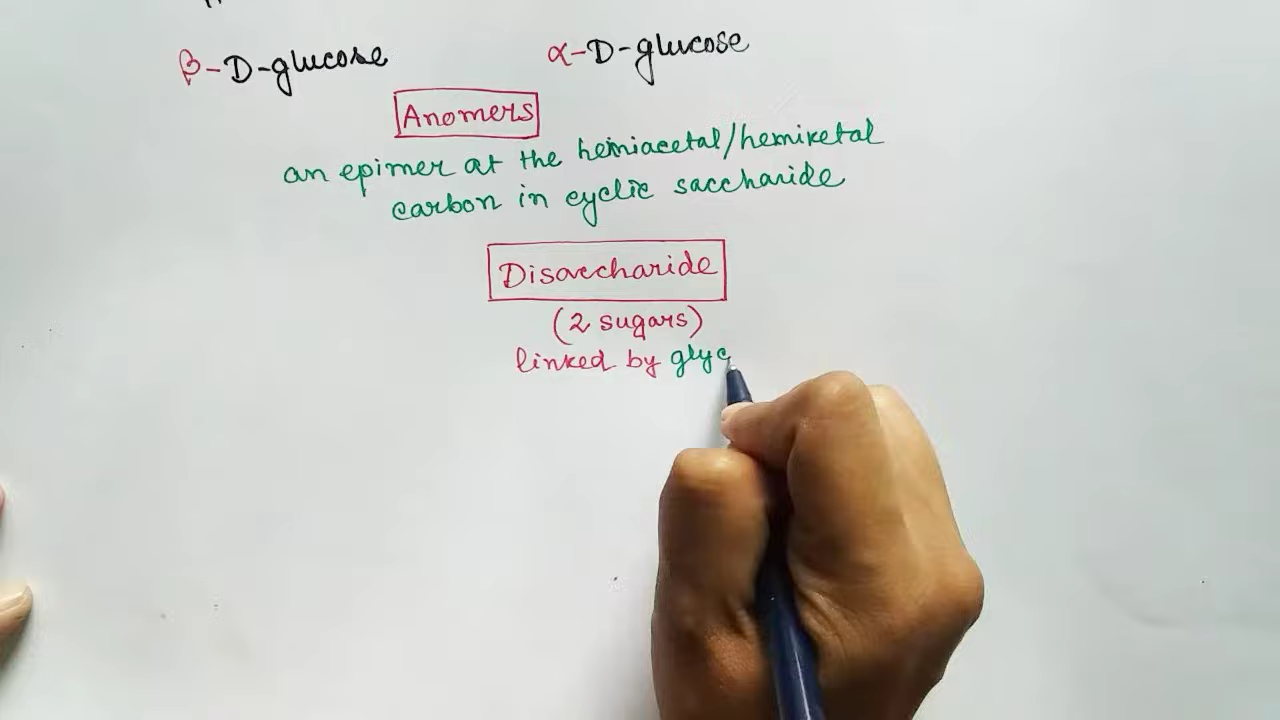 β-D-glucose α-D-glucose
Anomers
an epimer at the hemiacetal/hemiketal
carbon in cyclic saccharide
Disaccharide
(2 sugars)
linked by glyc